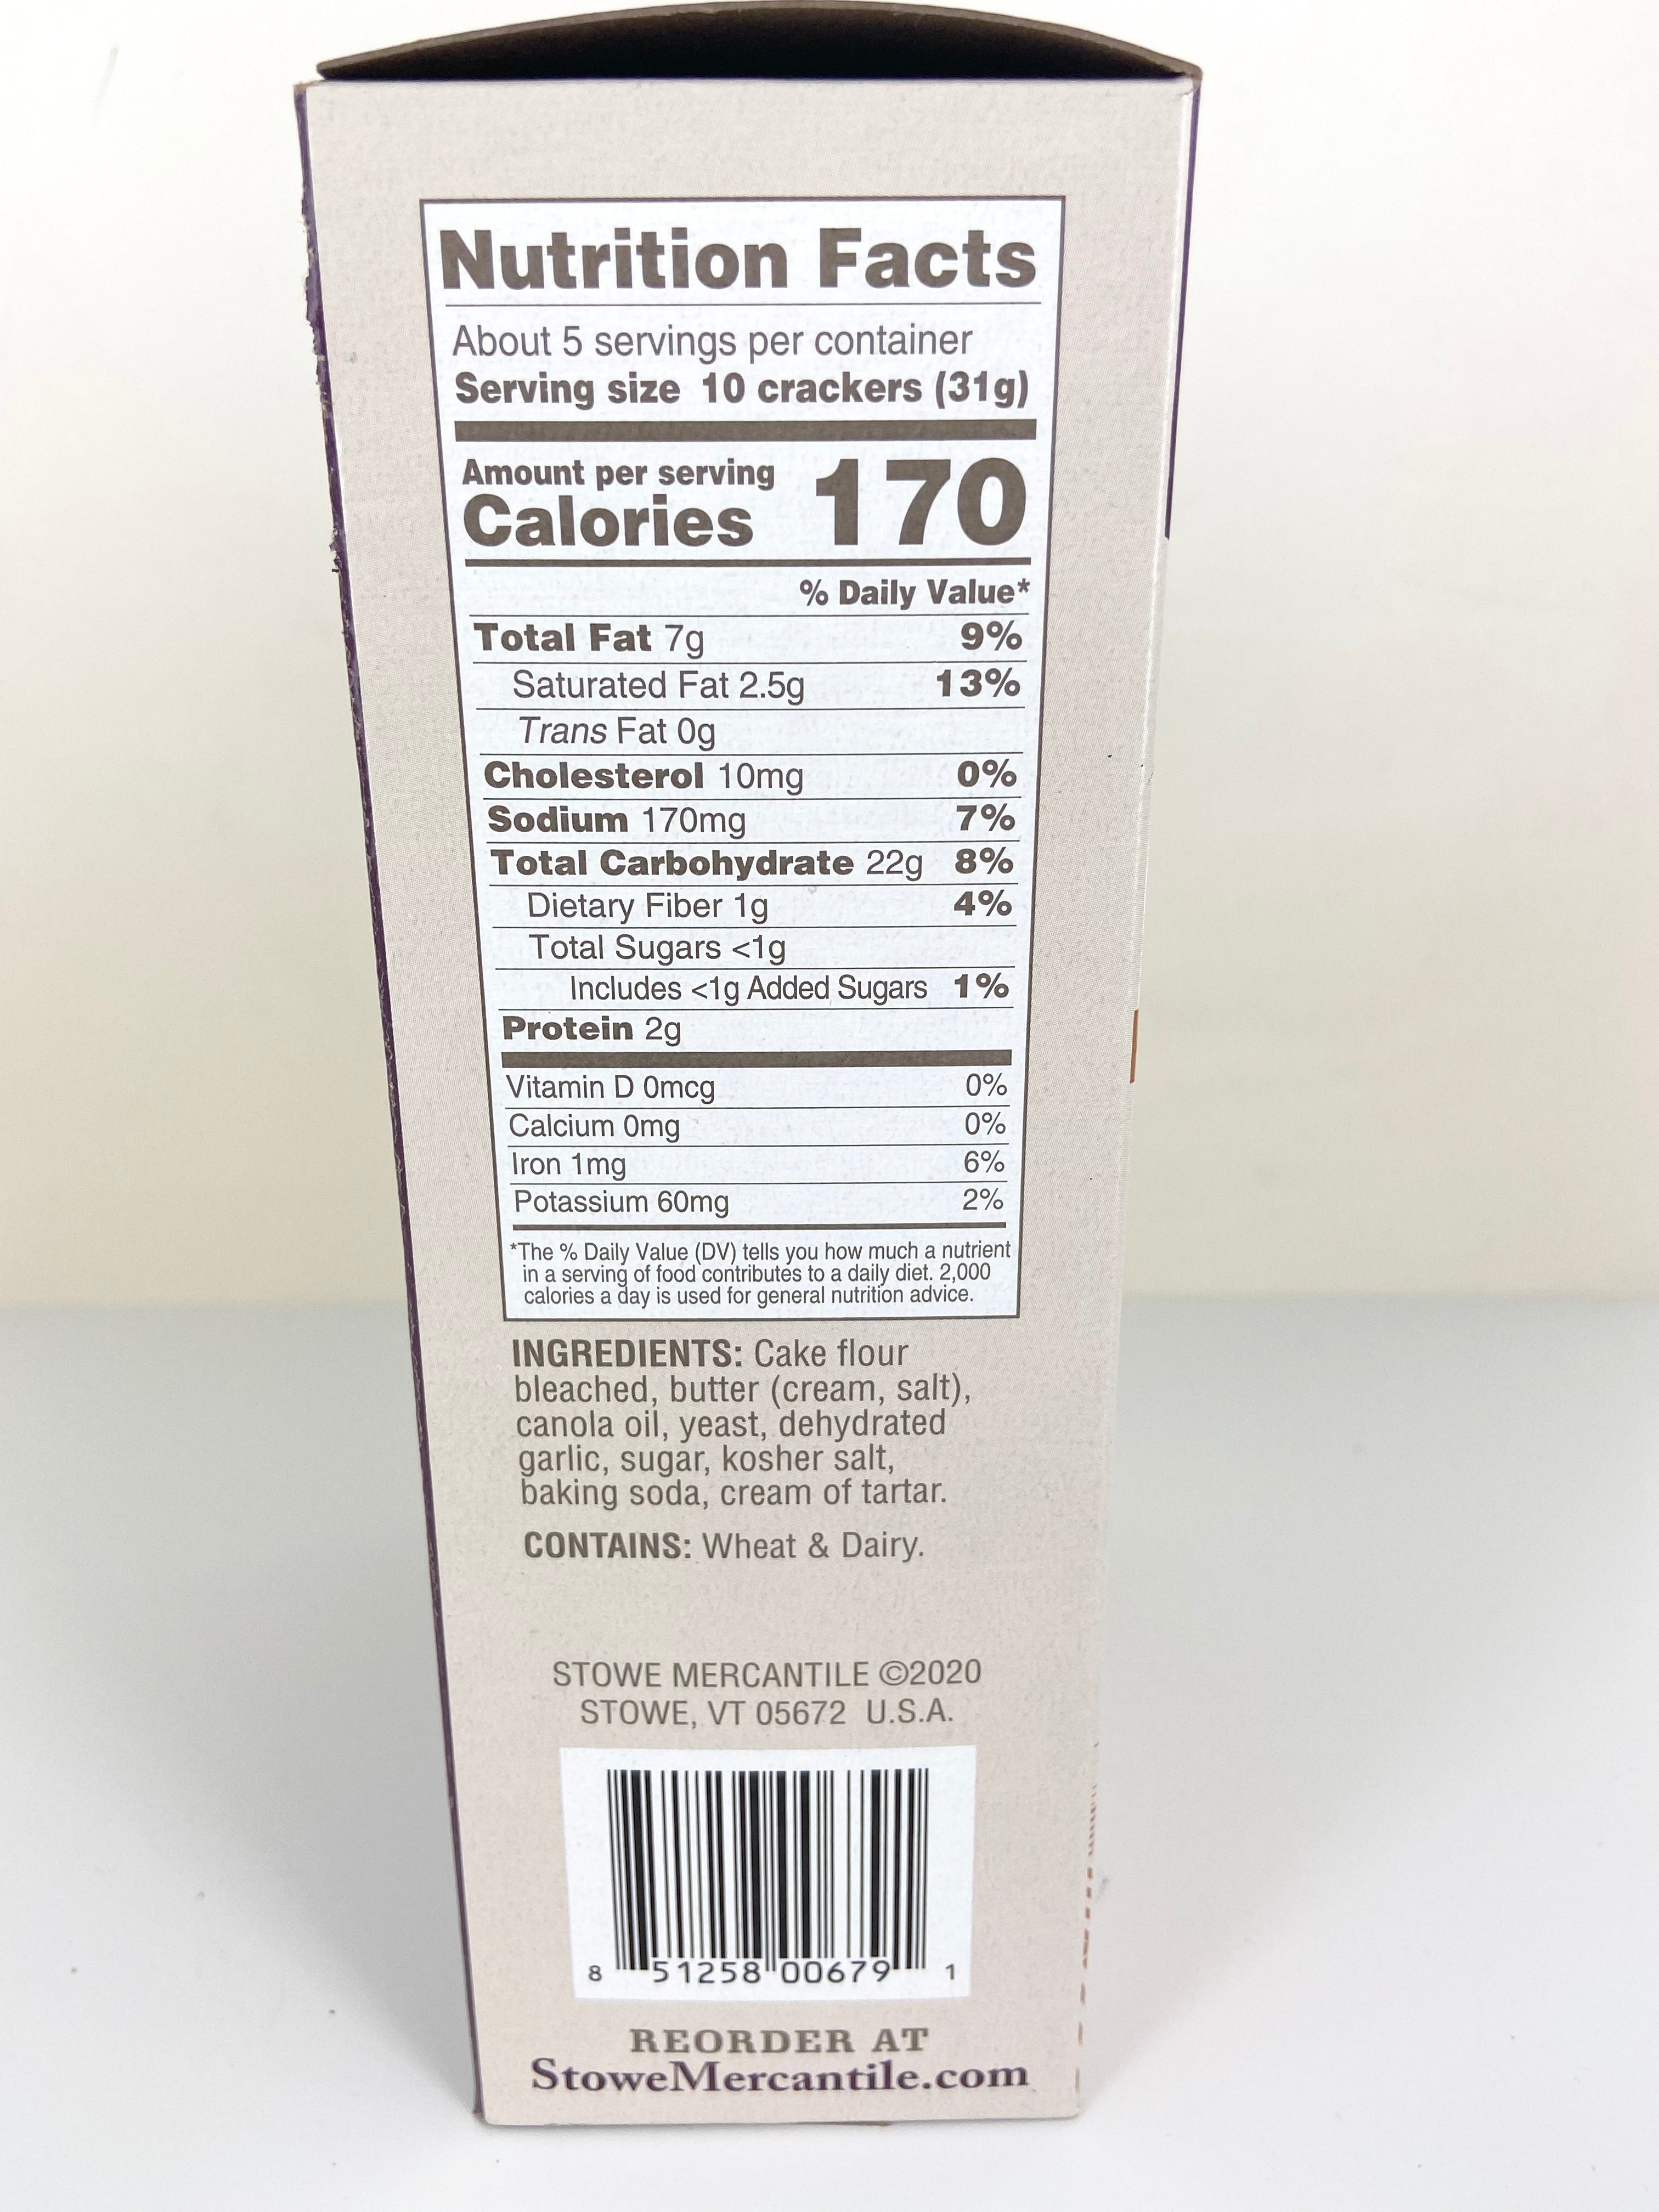 Nutrition Facts
About 5 servings per container
Serving size 10 crackers (31g)
Amount per serving
Calories 170
% Daily Value*
Total Fat 7g 9%
Saturated Fat 2.5g 13%
Trans Fat 0g
Cholesterol 10mg 0%
Sodium 170mg 7%
Total Carbohydrate 22g 8%
Dietary Fiber 1g 4%
Total Sugars <1g
Includes <1g Added Sugars 1%
Protein 2g
Vitamin D 0mcg 0%
Calcium 0mg 0%
Iron 1mg 6%
Potassium 60mg 2%
*The % Daily Value (DV) tells you how much a nutrient
in a serving of food contributes to a daily diet. 2,000
calories a day is used for general nutrition advice.
INGREDIENTS: Cake flour
bleached, butter (cream, salt),
canola oil, yeast, dehydrated
garlic, sugar, kosher salt,
baking soda, cream of tartar.
CONTAINS: Wheat & Dairy.
STOWE MERCANTILE ©2020
STOWE, VT 05672 U.S.A.
8 51258 00679 1
REORDER AT
StoweMercantile.com